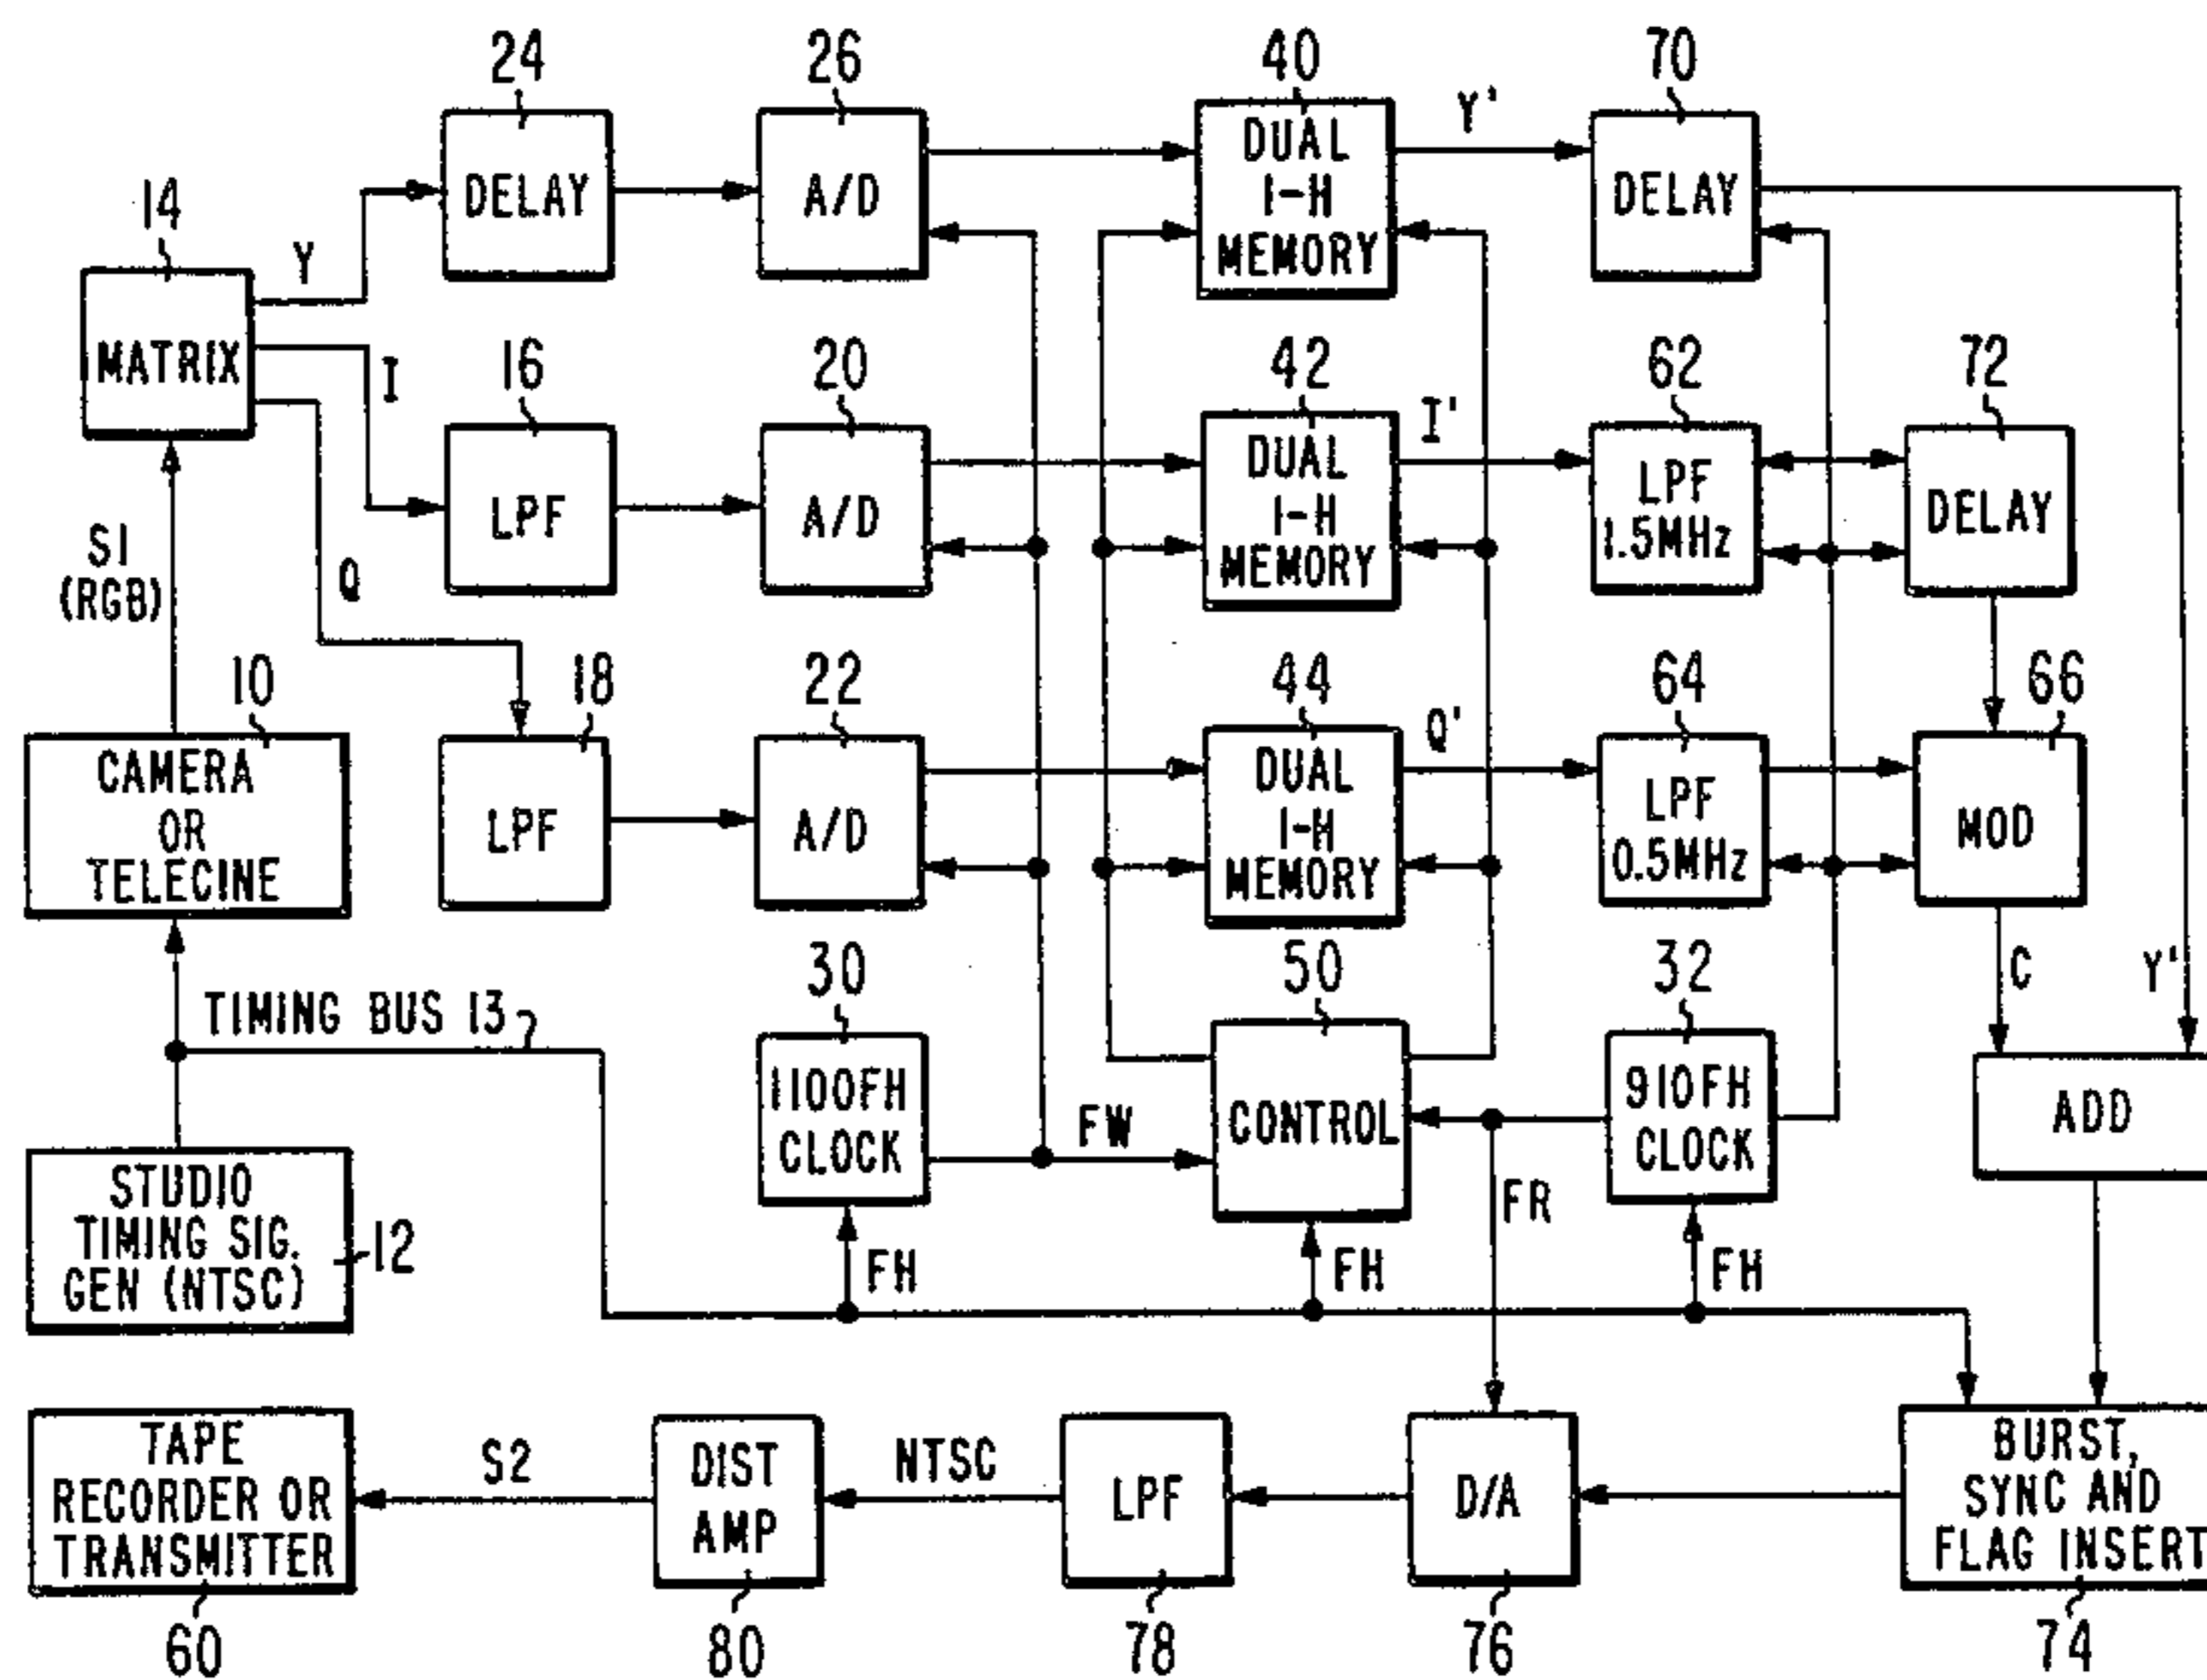 24
26
40
70
14
DELAY
A/D
DUAL
1-H
MEMORY
Y'
DELAY
Y
MATRIX
I
16
20
42
62
72
LPF
A/D
DUAL
1-H
MEMORY
I'
LPF
1.5MHz
DELAY
S1
(RGB)
Q
10
18
22
44
64
66
CAMERA
OR
TELECINE
LPF
A/D
DUAL
1-H
MEMORY
Q'
LPF
0.5MHz
MOD
30
50
32
C
Y'
TIMING BUS 13
1100FH
CLOCK
FW
CONTROL
FR
910FH
CLOCK
ADD
STUDIO
TIMING SIG.
GEN (NTSC)
12
FH
FH
FH
TAPE
RECORDER OR
TRANSMITTER
S2
DIST
AMP
NTSC
LPF
D/A
BURST,
SYNC AND
FLAG INSERT
60
80
78
76
74